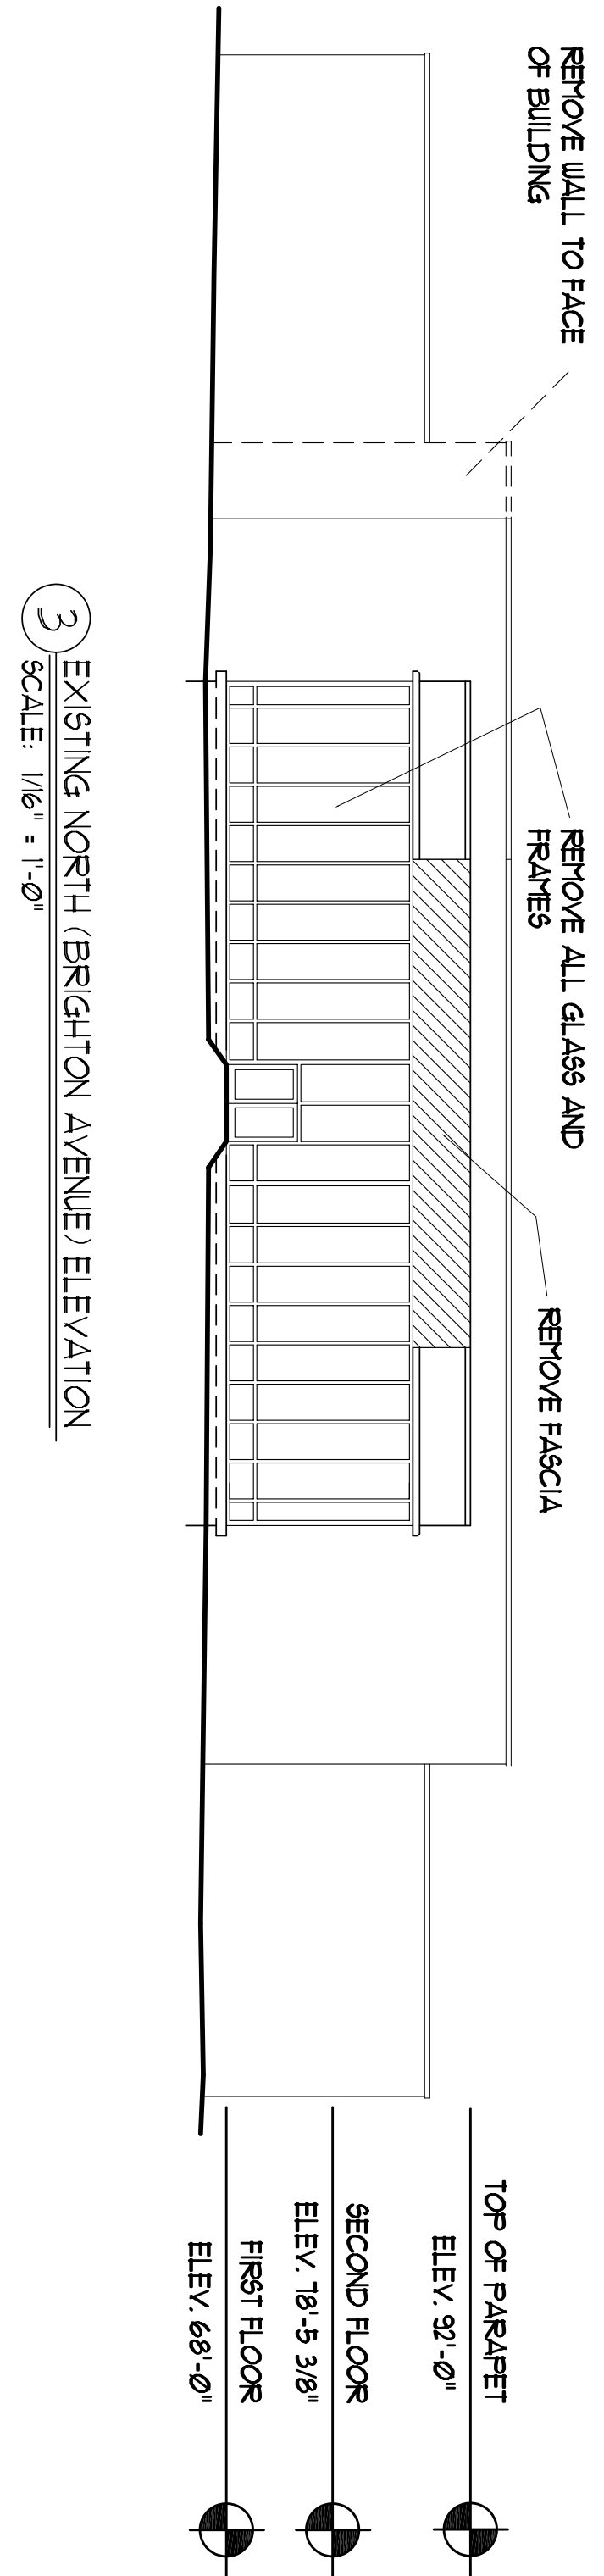 REMOVE WALL TO FACE
OF BUILDING
REMOVE ALL GLASS AND
FRAMES
REMOVE FASCIA
TOP OF PARAPET
ELEV. 92'-0"
SECOND FLOOR
ELEV. 78'-5 3/8"
FIRST FLOOR
ELEV. 68'-0"
3
EXISTING NORTH (BRIGHTON AVENUE) ELEVATION
SCALE: 1/16" = 1'-0"